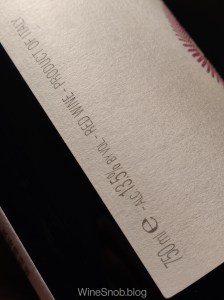 750 ml e - ALC. 13.5% BY VOL. - RED WINE - PRODUCT OF ITALY
WineSnob.blog